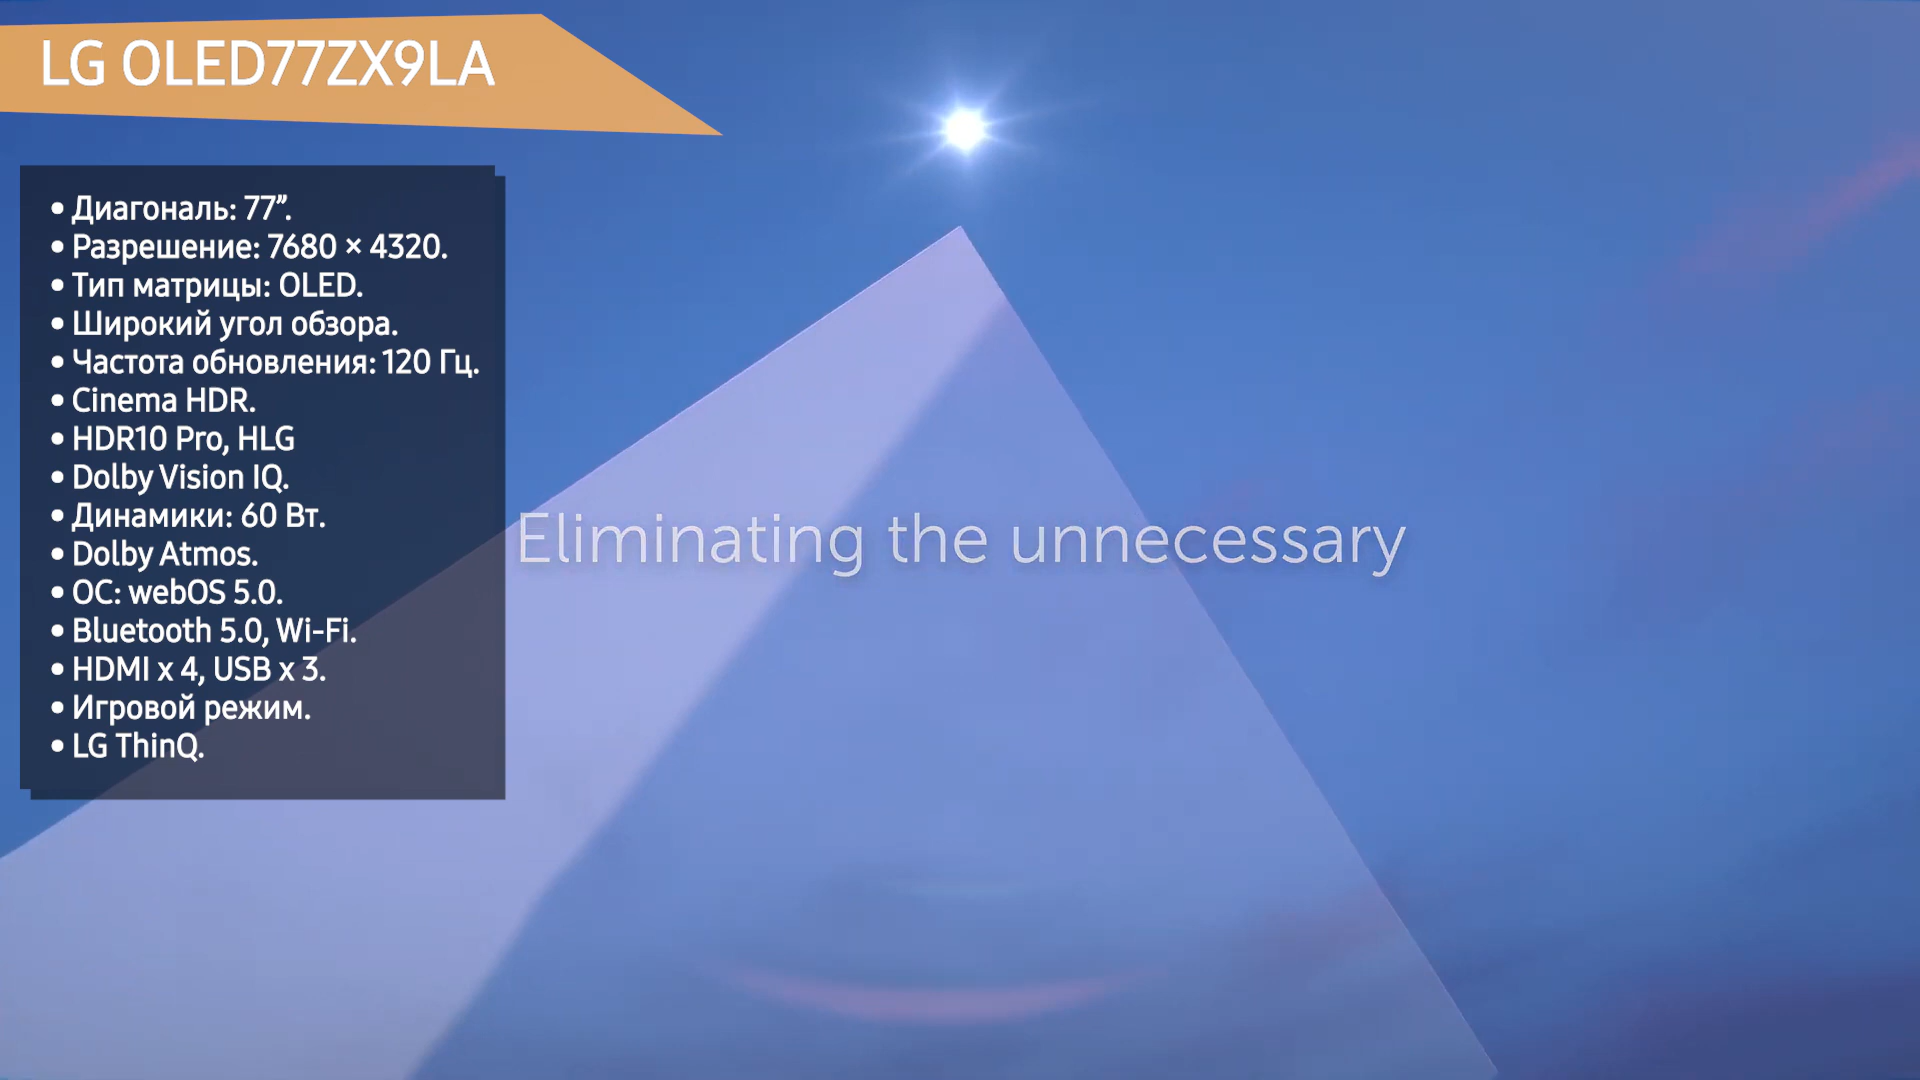 LG OLED77ZX9LA
• Диагональ: 77”.
• Разрешение: 7680 × 4320.
• Тип матрицы: OLED.
• Широкий угол обзора.
• Частота обновления: 120 Гц.
• Cinema HDR.
• HDR10 Pro, HLG
• Dolby Vision IQ.
• Динамики: 60 Вт.
• Dolby Atmos.
• ОС: webOS 5.0.
• Bluetooth 5.0, Wi-Fi.
• HDMI x 4, USB x 3.
• Игровой режим.
• LG ThinQ.
Eliminating the unnecessary